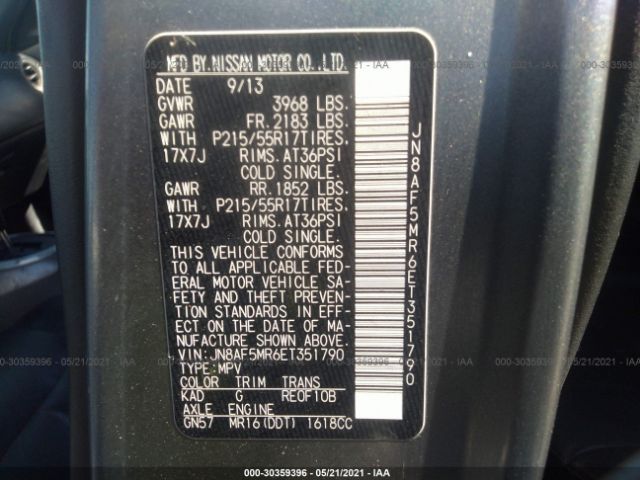 MFD BY NISSAN MOTOR CO., LTD.
DATE 9/13
GVWR 3968 LBS.
GAWR FR. 2183 LBS.
WITH P215/55R17TIRES.
17X7J RIMS. AT36PSI
COLD SINGLE.
GAWR RR. 1852 LBS.
WITH P215/55R17TIRES.
17X7J RIMS. AT36PSI
COLD SINGLE.
THIS VEHICLE CONFORMS
TO ALL APPLICABLE FED-
ERAL MOTOR VEHICLE SA-
FETY AND THEFT PREVEN-
TION STANDARDS IN EFF-
ECT ON THE DATE OF MA-
NUFACTURE SHOWN ABOVE.
VIN: JN8AF5MR6ET351790
TYPE: MPV
COLOR TRIM TRANS
KAD G RE0F10B
AXLE ENGINE
GN57 MR16(DDT) 1618CC
JN8AF5MR6ET351790
000-30359396 - 05/21/2021 - IAA